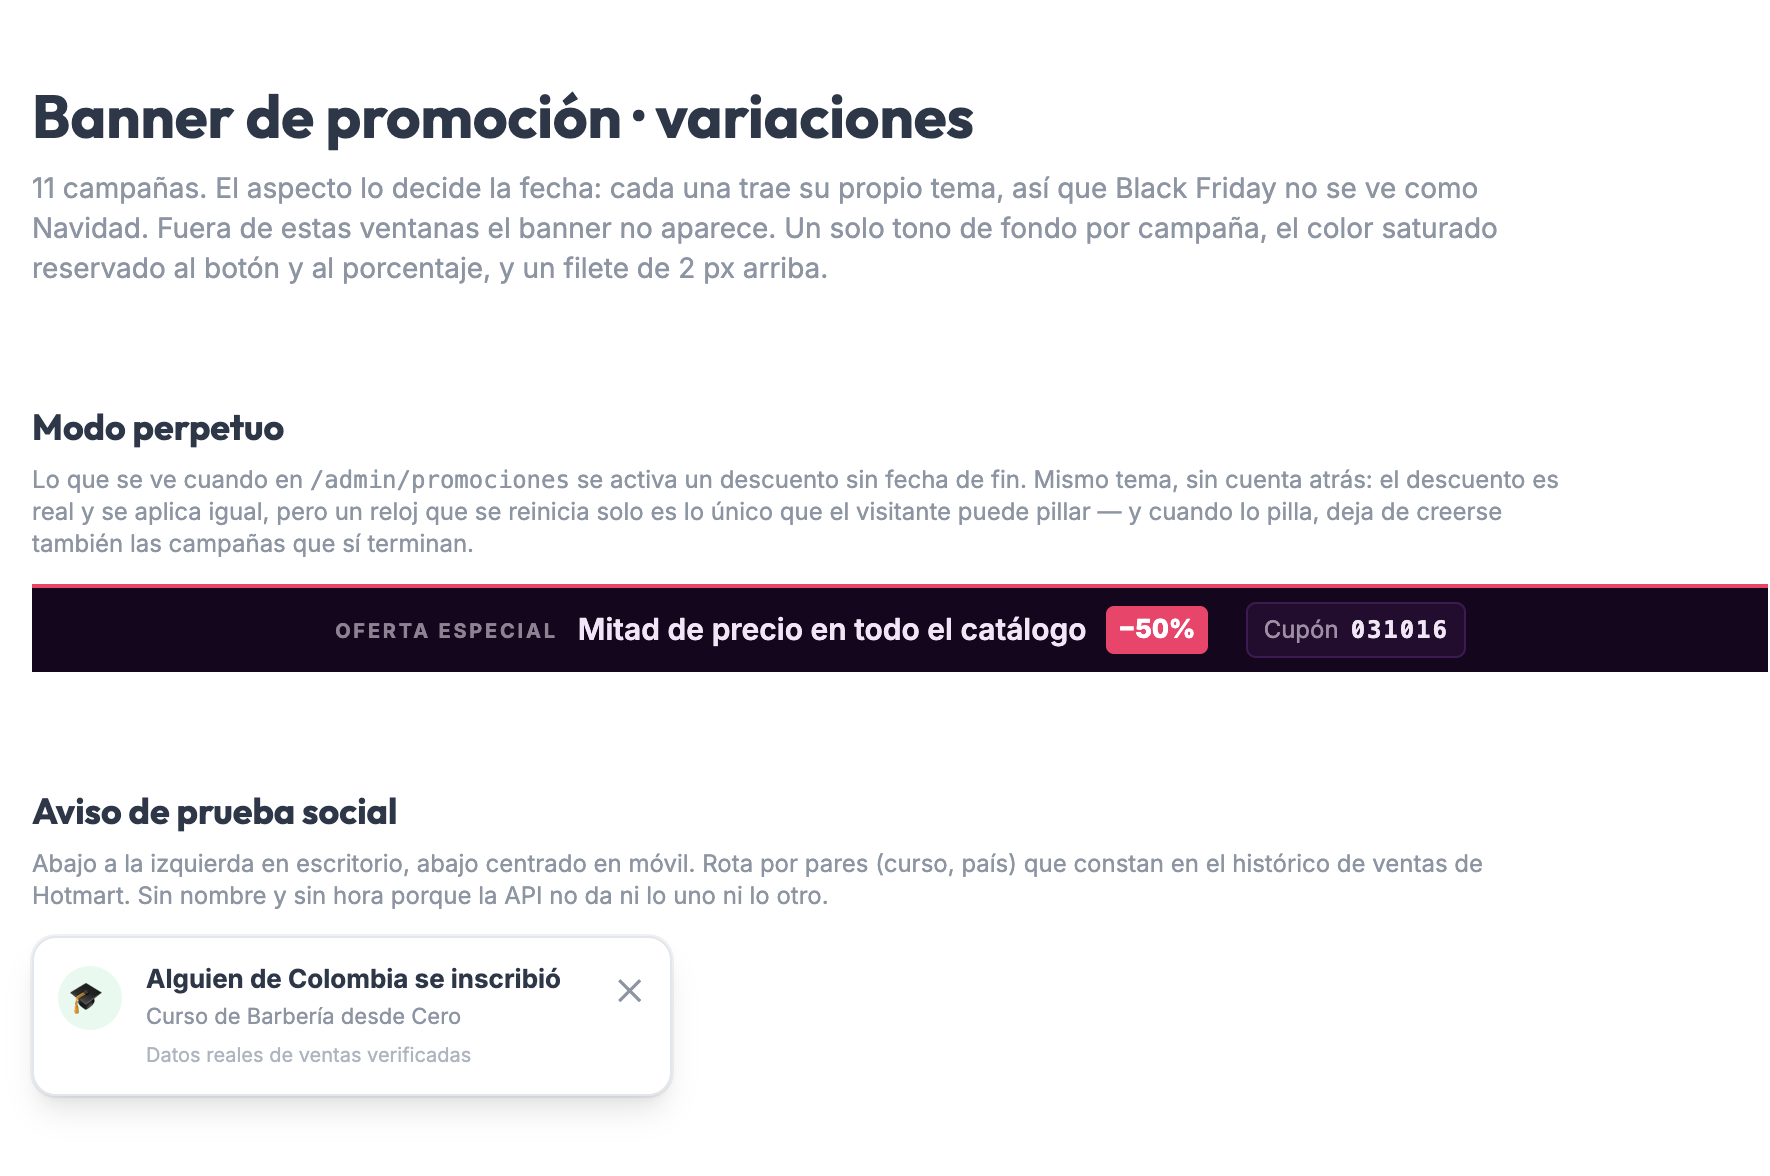 Banner de promoción · variaciones
11 campañas. El aspecto lo decide la fecha: cada una trae su propio tema, así que Black Friday no se ve como
Navidad. Fuera de estas ventanas el banner no aparece. Un solo tono de fondo por campaña, el color saturado
reservado al botón y al porcentaje, y un filete de 2 px arriba.
Modo perpetuo
Lo que se ve cuando en /admin/promociones se activa un descuento sin fecha de fin. Mismo tema, sin cuenta atrás: el descuento es
real y se aplica igual, pero un reloj que se reinicia solo es lo único que el visitante puede pillar — y cuando lo pilla, deja de creerse
también las campañas que sí terminan.
OFERTA ESPECIAL Mitad de precio en todo el catálogo −50% Cupón 031016
Aviso de prueba social
Abajo a la izquierda en escritorio, abajo centrado en móvil. Rota por pares (curso, país) que constan en el histórico de ventas de
Hotmart. Sin nombre y sin hora porque la API no da ni lo uno ni lo otro.
Alguien de Colombia se inscribió
Curso de Barbería desde Cero
Datos reales de ventas verificadas